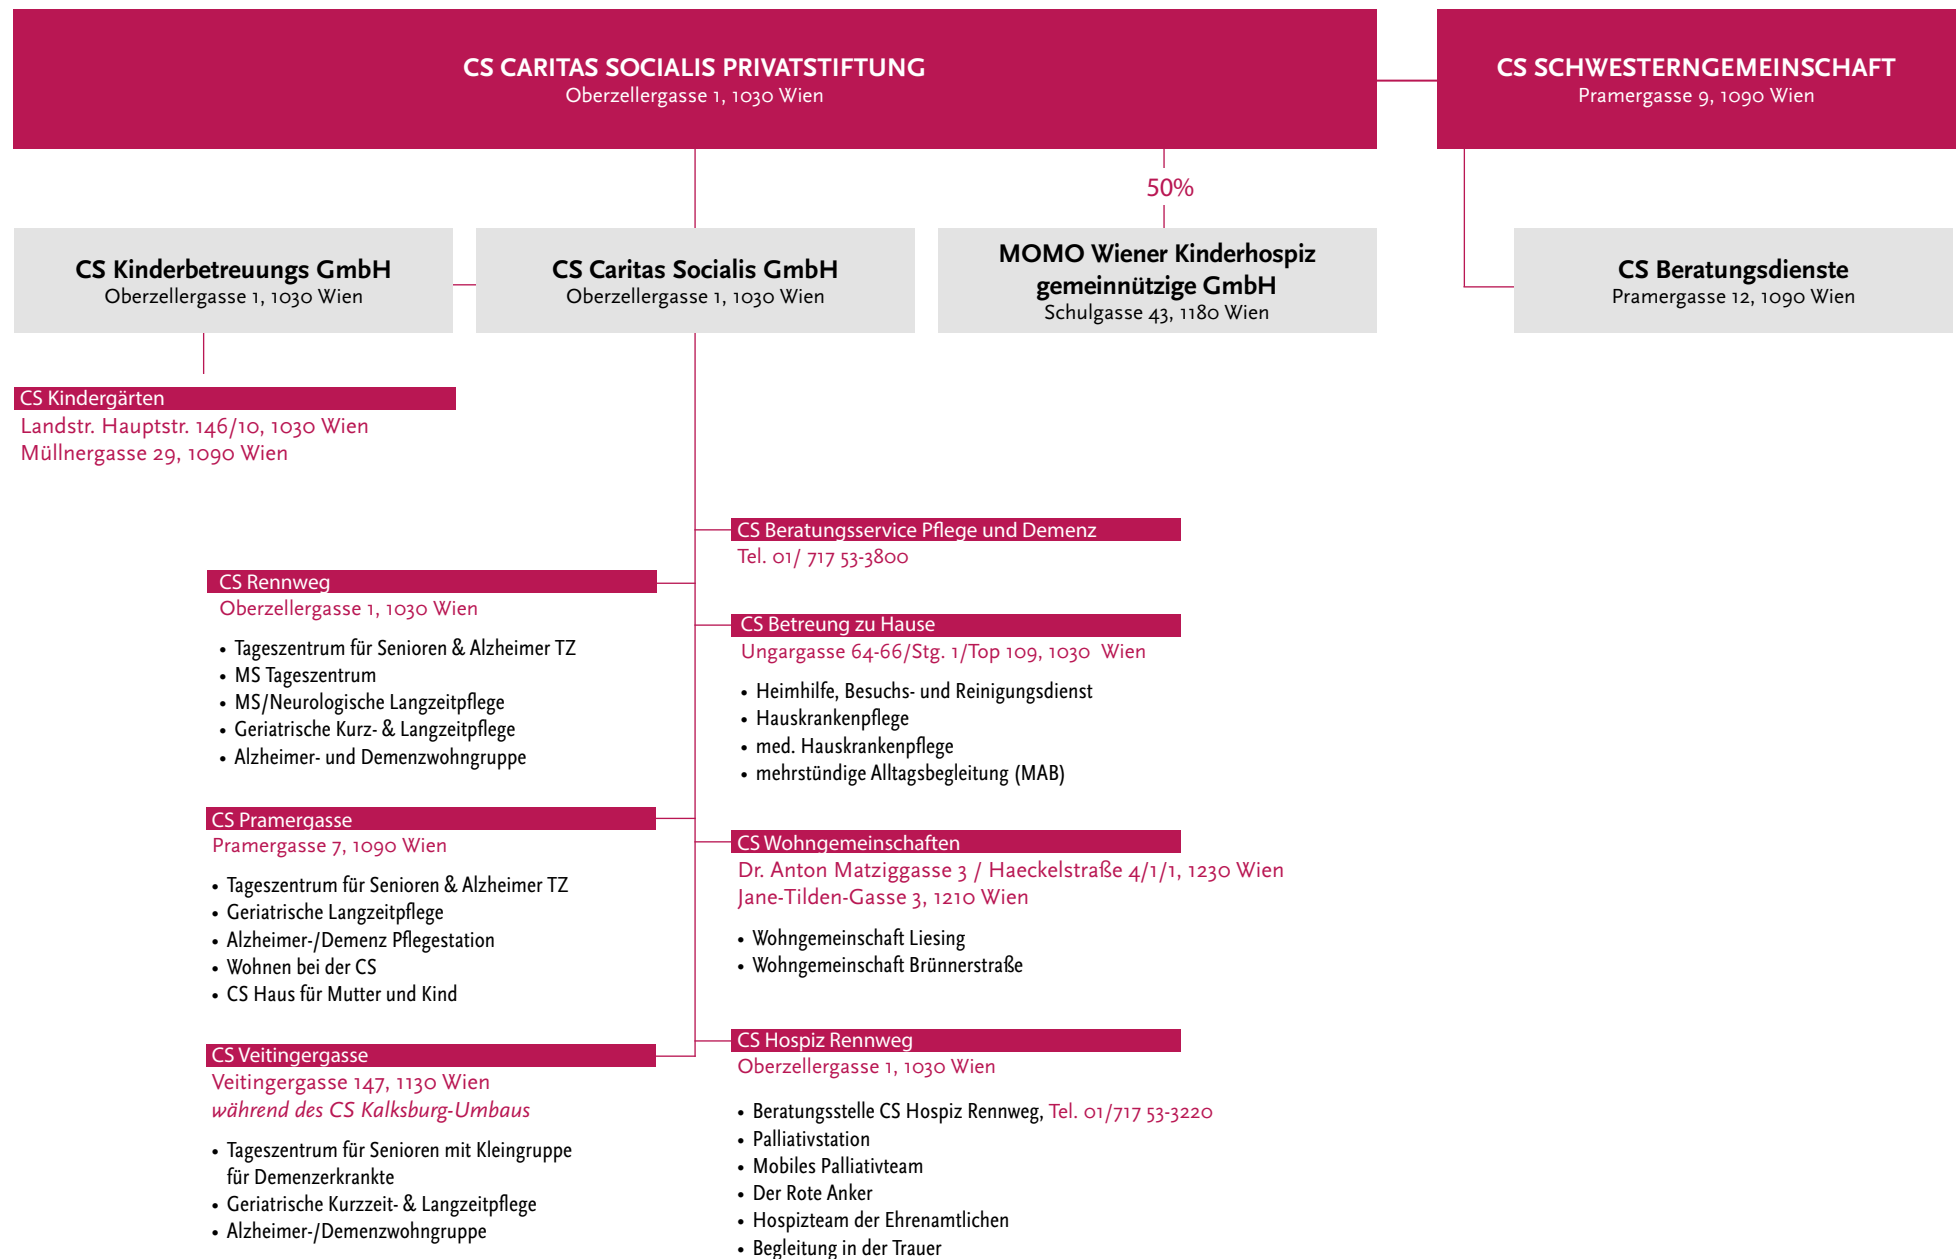 CS CARITAS SOCIALIS PRIVATSTIFTUNG
Oberzellergasse 1, 1030 Wien
CS SCHWESTERNGEMEINSCHAFT
Pramergasse 9, 1090 Wien
50%
CS Kinderbetreuungs GmbH
Oberzellergasse 1, 1030 Wien
CS Caritas Socialis GmbH
Oberzellergasse 1, 1030 Wien
MOMO Wiener Kinderhospiz
gemeinnützige GmbH
Schulgasse 43, 1180 Wien
CS Beratungsdienste
Pramergasse 12, 1090 Wien
CS Kindergärten
Landstr. Hauptstr. 146/10, 1030 Wien
Müllnergasse 29, 1090 Wien
CS Rennweg
Oberzellergasse 1, 1030 Wien
• Tageszentrum für Senioren & Alzheimer TZ
• MS Tageszentrum
• MS/Neurologische Langzeitpflege
• Geriatrische Kurz- & Langzeitpflege
• Alzheimer- und Demenzwohngruppe
CS Pramergasse
Pramergasse 7, 1090 Wien
• Tageszentrum für Senioren & Alzheimer TZ
• Geriatrische Langzeitpflege
• Alzheimer-/Demenz Pflegestation
• Wohnen bei der CS
• CS Haus für Mutter und Kind
CS Veitingergasse
Veitingergasse 147, 1130 Wien
während des CS Kalksburg-Umbaus
• Tageszentrum für Senioren mit Kleingruppe
für Demenzerkrankte
• Geriatrische Kurzzeit- & Langzeitpflege
• Alzheimer-/Demenzwohngruppe
CS Beratungsservice Pflege und Demenz
Tel. 01/ 717 53-3800
CS Betreung zu Hause
Ungargasse 64-66/Stg. 1/Top 109, 1030 Wien
• Heimhilfe, Besuchs- und Reinigungsdienst
• Hauskrankenpflege
• med. Hauskrankenpflege
• mehrstündige Alltagsbegleitung (MAB)
CS Wohngemeinschaften
Dr. Anton Matziggasse 3 / Haeckelstraße 4/1/1, 1230 Wien
Jane-Tilden-Gasse 3, 1210 Wien
• Wohngemeinschaft Liesing
• Wohngemeinschaft Brünnerstraße
CS Hospiz Rennweg
Oberzellergasse 1, 1030 Wien
• Beratungsstelle CS Hospiz Rennweg, Tel. 01/717 53-3220
• Palliativstation
• Mobiles Palliativteam
• Der Rote Anker
• Hospizteam der Ehrenamtlichen
• Begleitung in der Trauer